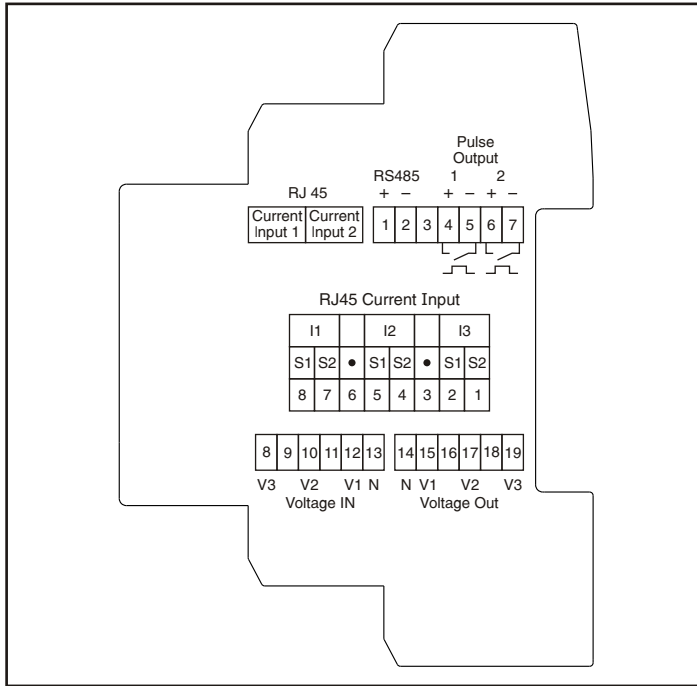 Pulse
Output
RS485 1 2
RJ 45 + − + − + −
Current Current
Input 1 Input 2
1 2 3 4 5 6 7
RJ45 Current Input
I1 I2 I3
S1 S2 • S1 S2 • S1 S2
8 7 6 5 4 3 2 1
8 9 10 11 12 13 14 15 16 17 18 19
V3 V2 V1 N N V1 V2 V3
Voltage IN Voltage Out